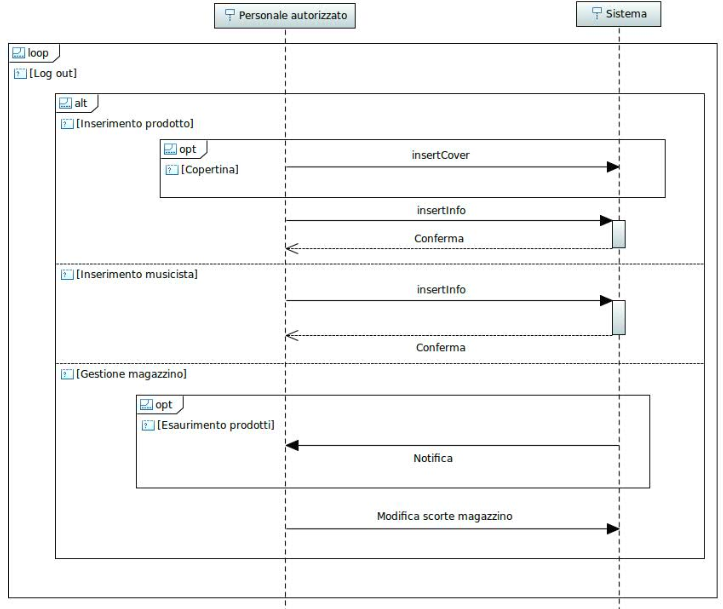 Personale autorizzato
Sistema
loop
[Log out]
alt
[Inserimento prodotto]
opt
[Copertina]
insertCover
insertInfo
Conferma
[Inserimento musicista]
insertInfo
Conferma
[Gestione magazzino]
opt
[Esaurimento prodotti]
Notifica
Modifica scorte magazzino